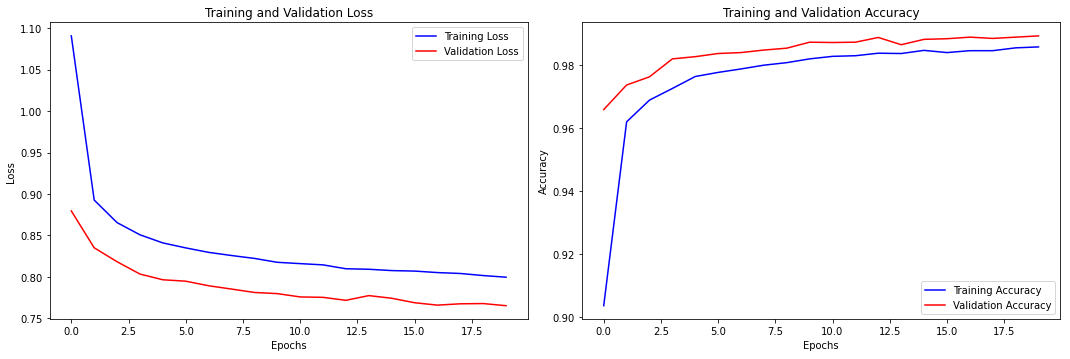 Training and Validation Loss
1.10
1.05
1.00
0.95
0.90
0.85
0.80
0.75
Loss
Training Loss
Validation Loss
0.0 2.5 5.0 7.5 10.0 12.5 15.0 17.5
Epochs
Training and Validation Accuracy
0.98
0.96
0.94
0.92
0.90
Accuracy
Training Accuracy
Validation Accuracy
0.0 2.5 5.0 7.5 10.0 12.5 15.0 17.5
Epochs